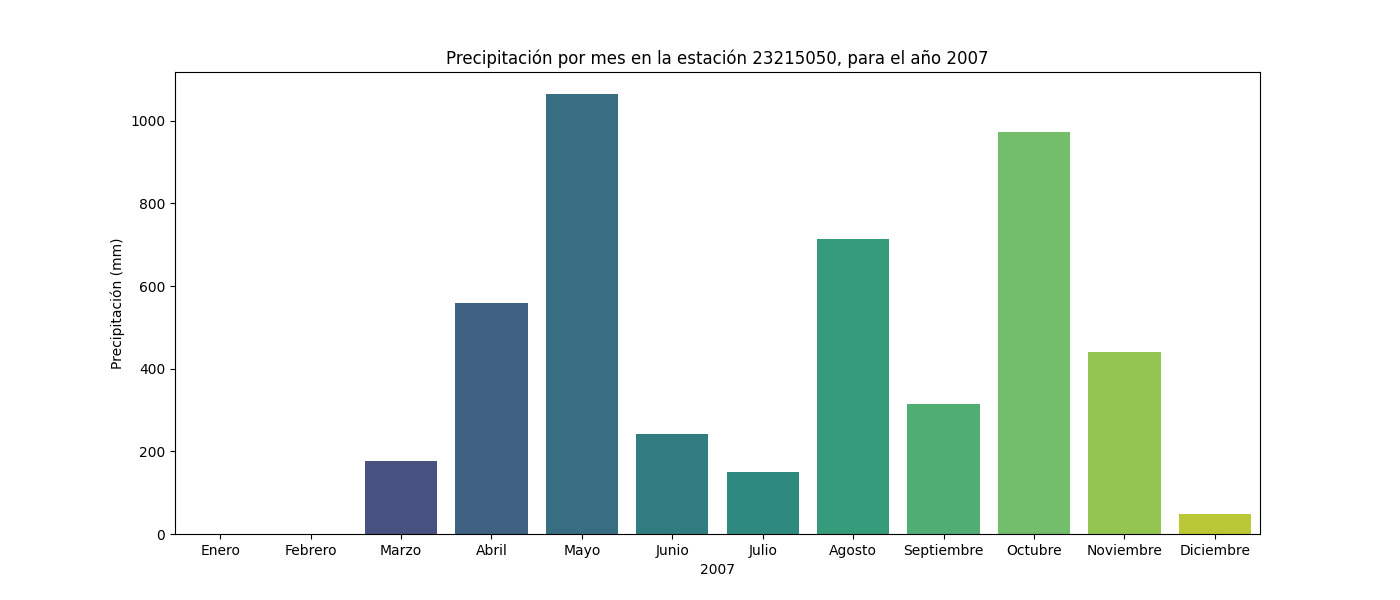 Precipitación por mes en la estación 23215050, para el año 2007
Precipitación (mm)
1000
800
600
400
200
0
Enero Febrero Marzo Abril Mayo Junio Julio Agosto Septiembre Octubre Noviembre Diciembre
2007